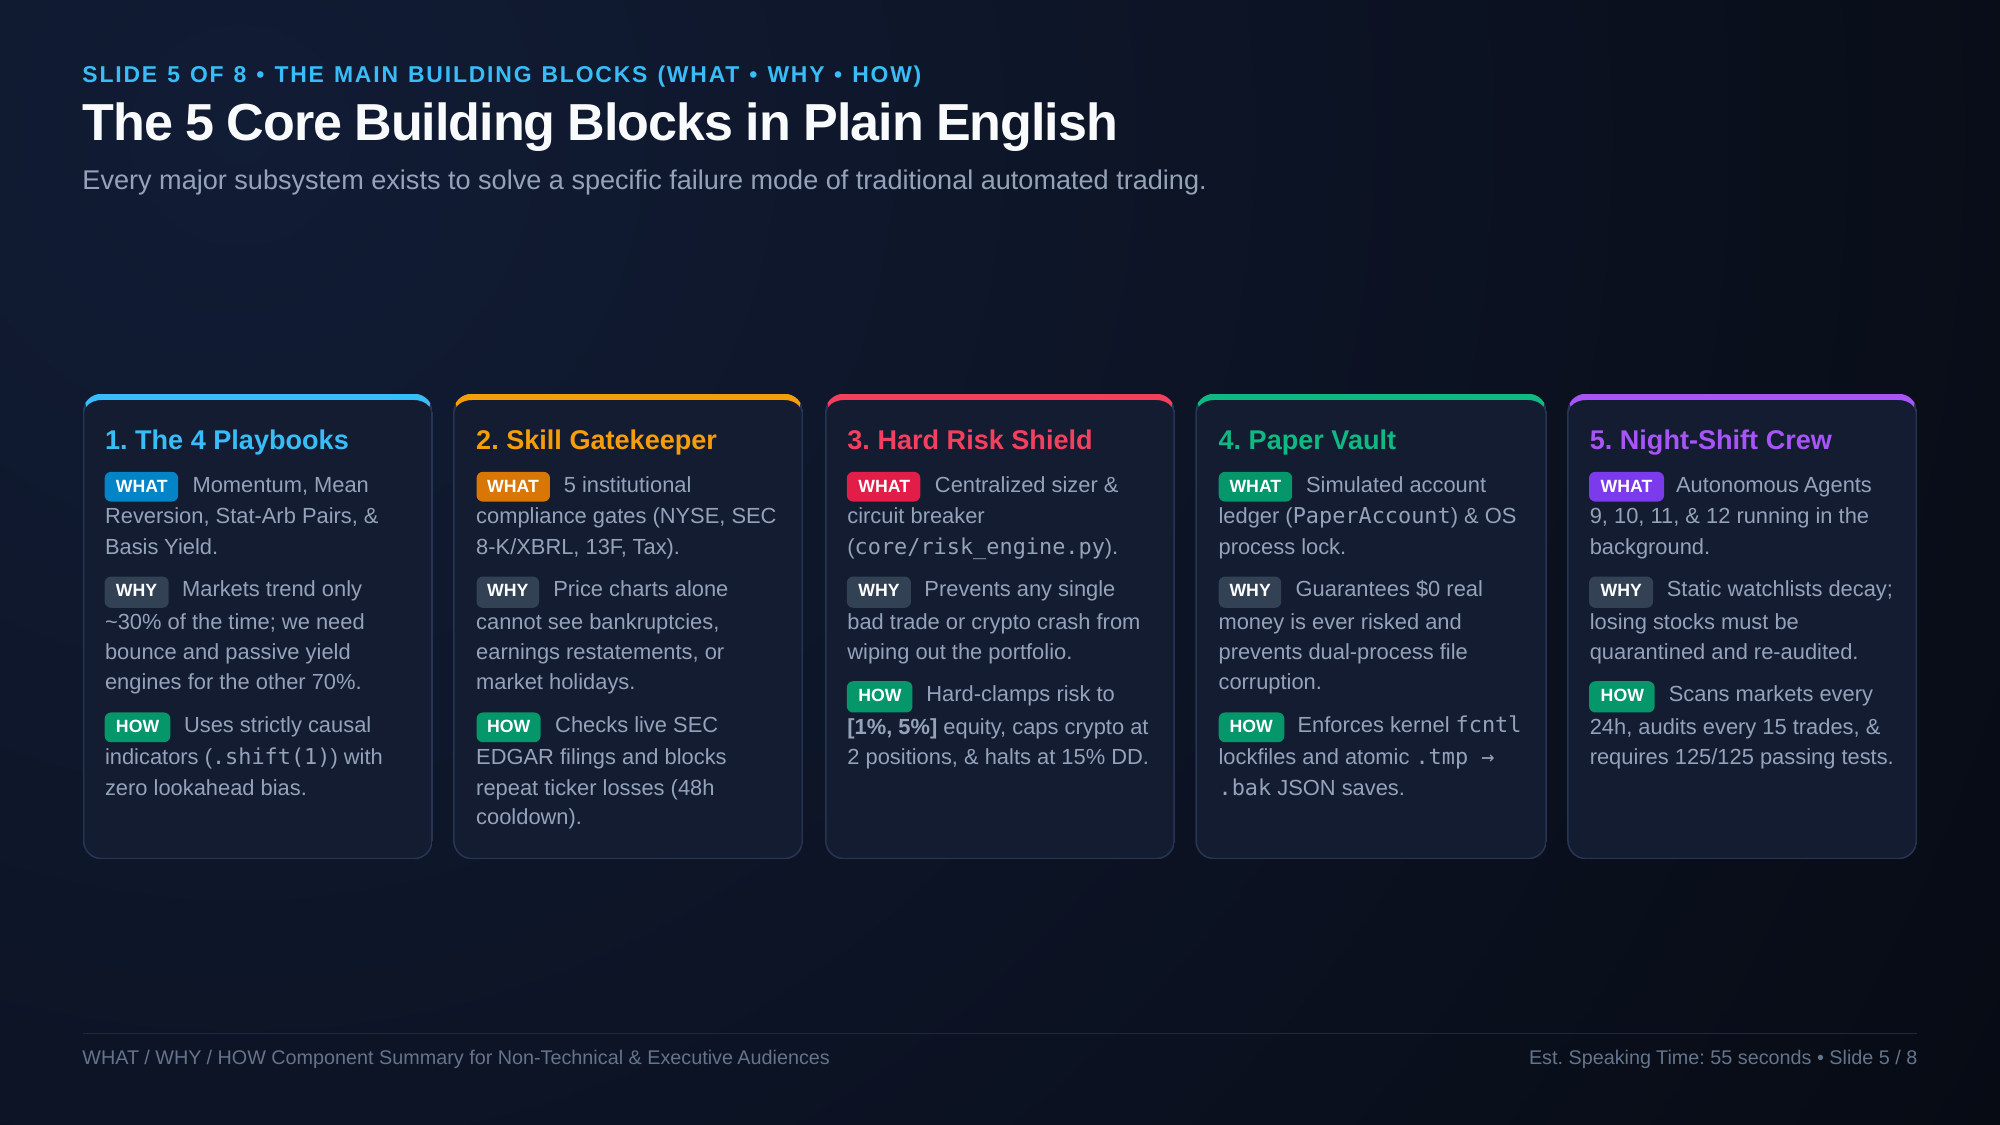 SLIDE 5 OF 8 • THE MAIN BUILDING BLOCKS (WHAT • WHY • HOW)
The 5 Core Building Blocks in Plain English
Every major subsystem exists to solve a specific failure mode of traditional automated trading.
1. The 4 Playbooks
WHAT Momentum, Mean
Reversion, Stat-Arb Pairs, &
Basis Yield.
WHY Markets trend only
~30% of the time; we need
bounce and passive yield
engines for the other 70%.
HOW Uses strictly causal
indicators (.shift(1)) with
zero lookahead bias.
2. Skill Gatekeeper
WHAT 5 institutional
compliance gates (NYSE, SEC
8-K/XBRL, 13F, Tax).
WHY Price charts alone
cannot see bankruptcies,
earnings restatements, or
market holidays.
HOW Checks live SEC
EDGAR filings and blocks
repeat ticker losses (48h
cooldown).
3. Hard Risk Shield
WHAT Centralized sizer &
circuit breaker
(core/risk_engine.py).
WHY Prevents any single
bad trade or crypto crash from
wiping out the portfolio.
HOW Hard-clamps risk to
[1%, 5%] equity, caps crypto at
2 positions, & halts at 15% DD.
4. Paper Vault
WHAT Simulated account
ledger (PaperAccount) & OS
process lock.
WHY Guarantees $0 real
money is ever risked and
prevents dual-process file
corruption.
HOW Enforces kernel fcntl
lockfiles and atomic .tmp →
.bak JSON saves.
5. Night-Shift Crew
WHAT Autonomous Agents
9, 10, 11, & 12 running in the
background.
WHY Static watchlists decay;
losing stocks must be
quarantined and re-audited.
HOW Scans markets every
24h, audits every 15 trades, &
requires 125/125 passing tests.
WHAT / WHY / HOW Component Summary for Non-Technical & Executive Audiences
Est. Speaking Time: 55 seconds • Slide 5 / 8